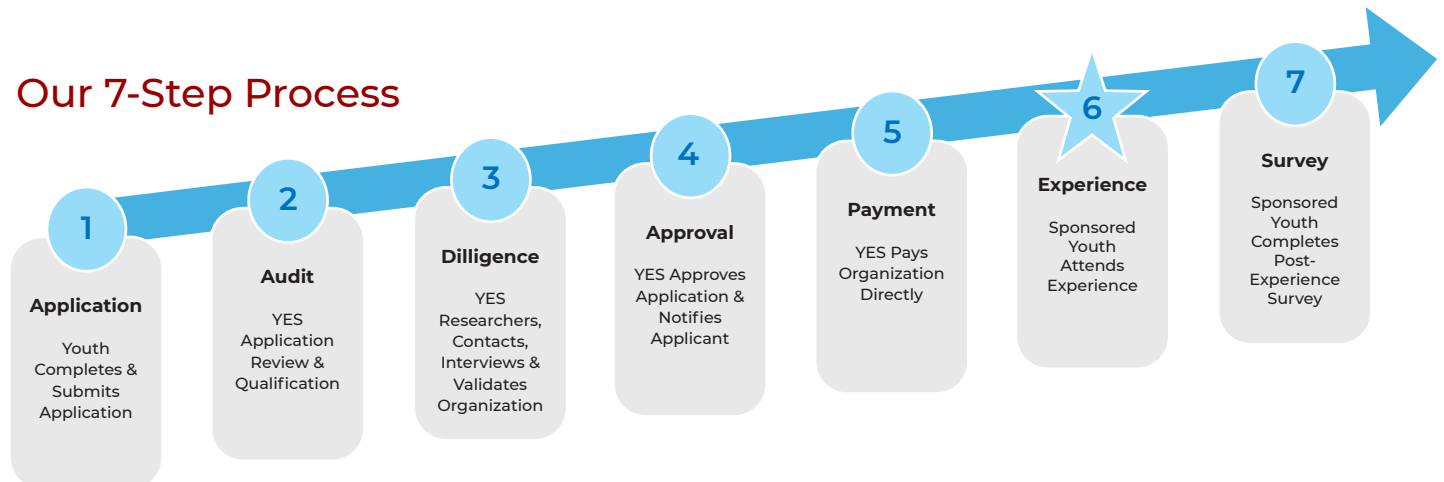 Our 7-Step Process
1
Application
Youth
Completes &
Submits
Application
2
Audit
YES
Application
Review &
Qualification
3
Dilligence
YES
Researchers,
Contacts,
Interviews &
Validates
Organization
4
Approval
YES Approves
Application &
Notifies
Applicant
5
Payment
YES Pays
Organization
Directly
6
Experience
Sponsored
Youth
Attends
Experience
7
Survey
Sponsored
Youth
Completes
Post-
Experience
Survey